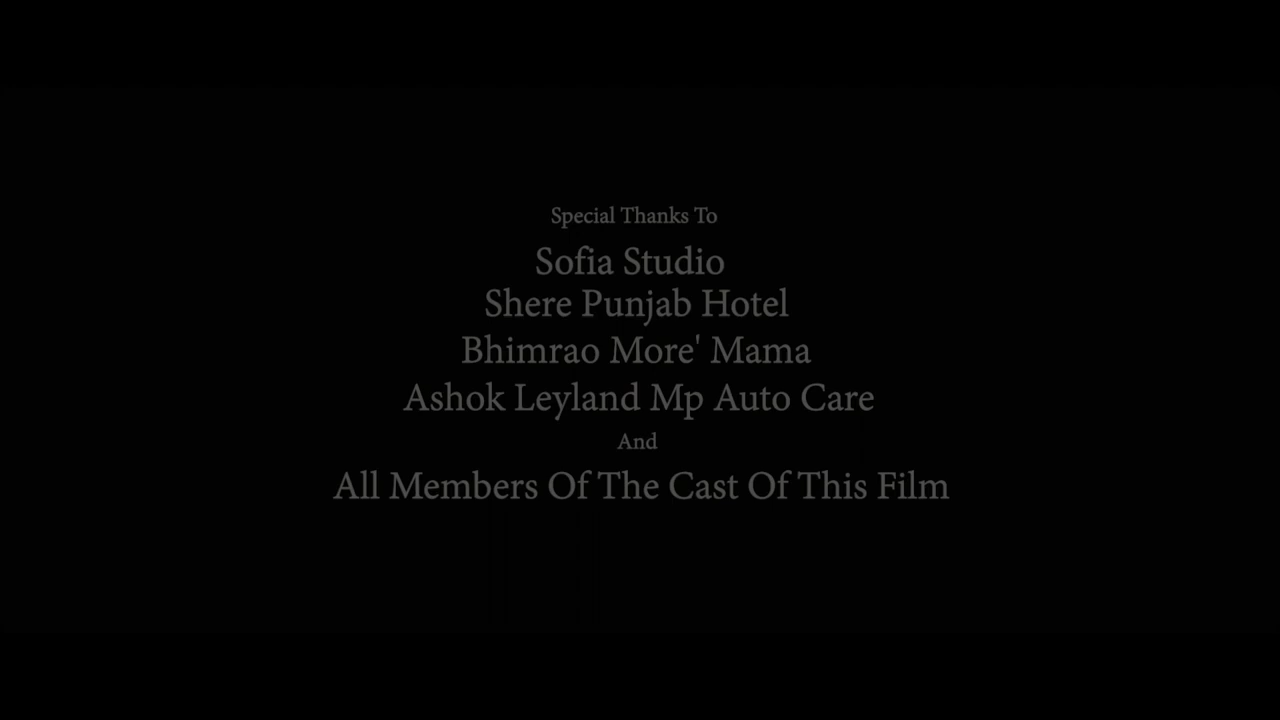 Special Thanks To
Sofia Studio
Shere Punjab Hotel
Bhimrao More' Mama
Ashok Leyland Mp Auto Care
And
All Members Of The Cast Of This Film